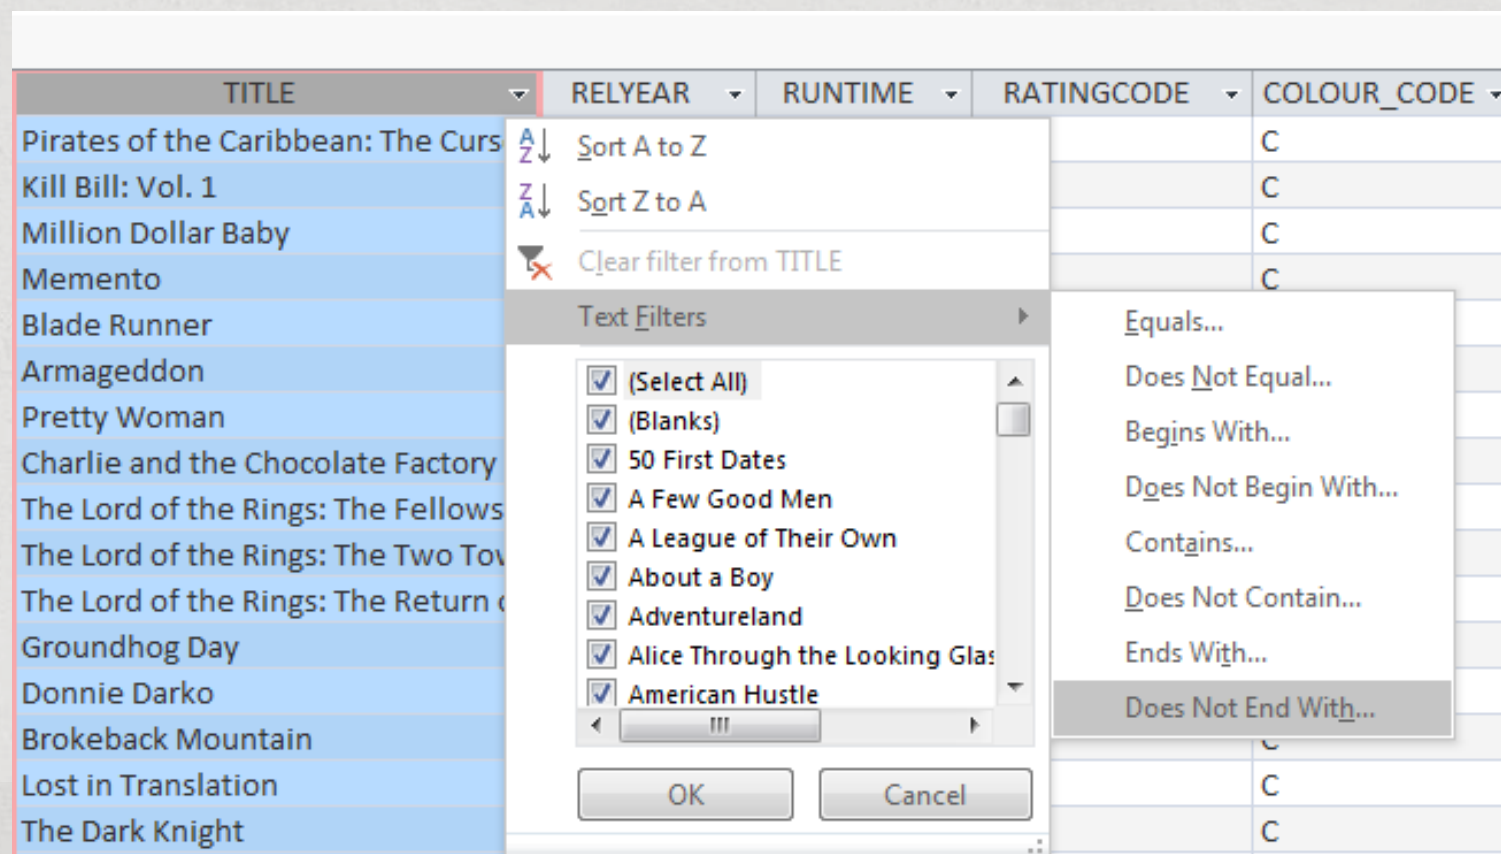 TITLE RELYEAR RUNTIME RATINGCODE COLOUR_CODE
Pirates of the Caribbean: The Curs
Kill Bill: Vol. 1
Million Dollar Baby
Memento
Blade Runner
Armageddon
Pretty Woman
Charlie and the Chocolate Factory
The Lord of the Rings: The Fellows
The Lord of the Rings: The Two Tow
The Lord of the Rings: The Return
Groundhog Day
Donnie Darko
Brokeback Mountain
Lost in Translation
The Dark Knight
Sort A to Z
Sort Z to A
Clear filter from TITLE
Text Filters
(Select All)
(Blanks)
50 First Dates
A Few Good Men
A League of Their Own
About a Boy
Adventureland
Alice Through the Looking Glas
American Hustle
OK Cancel
Equals...
Does Not Equal...
Begins With...
Does Not Begin With...
Contains...
Does Not Contain...
Ends With...
Does Not End With...
C
C
C
C
C
C
C